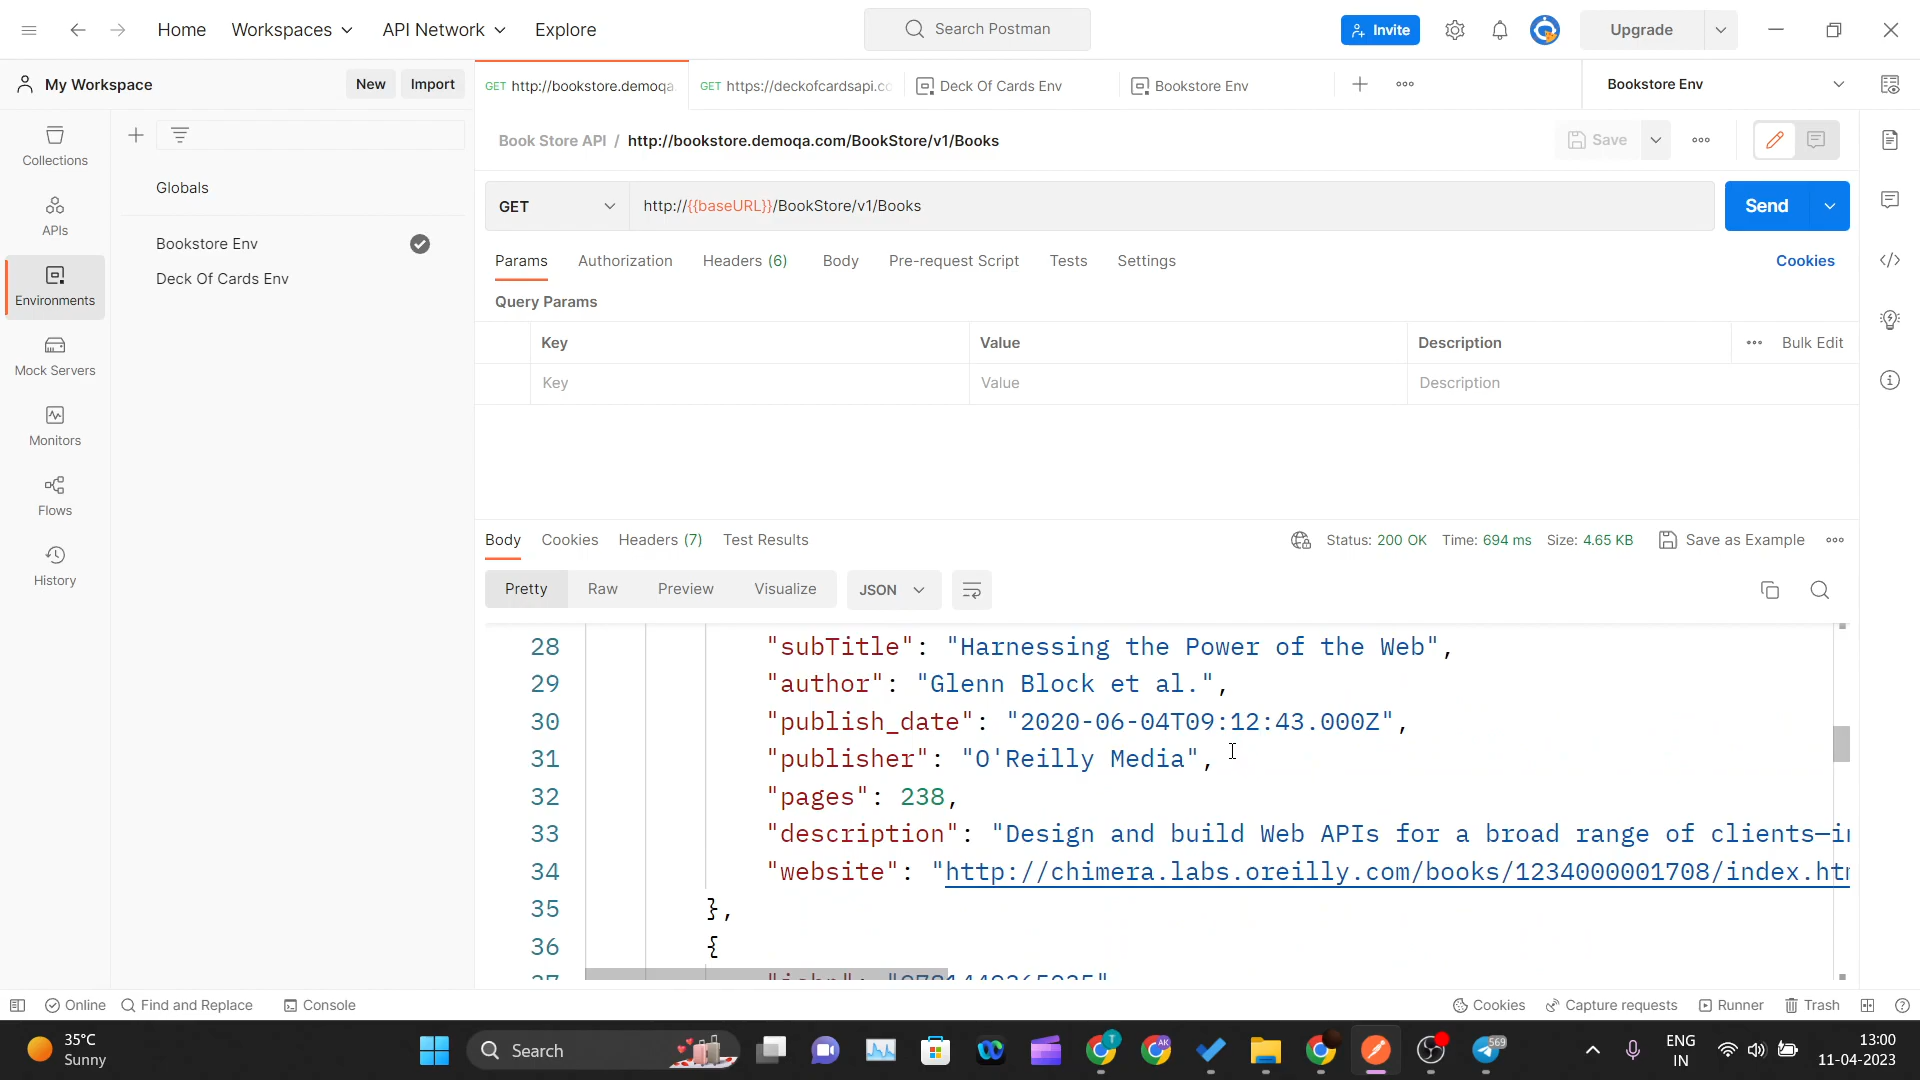 Home Workspaces API Network Explore Search Postman Invite Upgrade
My Workspace New Import GET http://bookstore.demoqa. GET https://deckofcardsapi.co Deck Of Cards Env Bookstore Env Bookstore Env
Collections
APIs
Environments
Mock Servers
Monitors
Flows
History
Globals
Bookstore Env
Deck Of Cards Env
Book Store API / http://bookstore.demoqa.com/BookStore/v1/Books Save
GET http://{{baseURL}}/BookStore/v1/Books Send
Params Authorization Headers (6) Body Pre-request Script Tests Settings Cookies
Query Params
Key Value Description Bulk Edit
Key Value Description
Body Cookies Headers (7) Test Results Status: 200 OK Time: 694 ms Size: 4.65 KB Save as Example
Pretty Raw Preview Visualize JSON
28 "subTitle": "Harnessing the Power of the Web",
29 "author": "Glenn Block et al.",
30 "publish_date": "2020-06-04T09:12:43.000Z",
31 "publisher": "O'Reilly Media",
32 "pages": 238,
33 "description": "Design and build Web APIs for a broad range of clients—in
34 "website": "http://chimera.labs.oreilly.com/books/1234000001708/index.htm
35 },
36 {
37 "isbn": "9781449365035"
Online Find and Replace Console Cookies Capture requests Runner Trash
35°C
Sunny
Search
AK
T
569
ENG
IN
13:00
11-04-2023